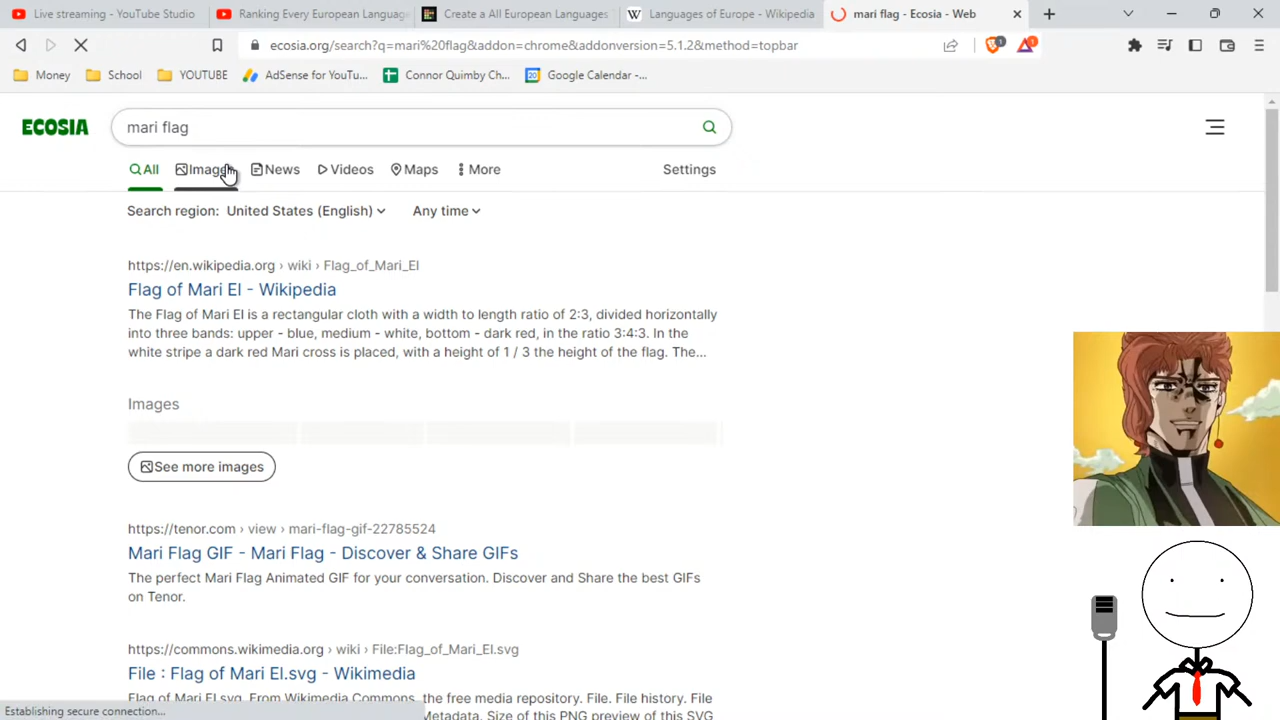 Live streaming - YouTube Studio
Ranking Every European Languag
Create a All European Languages
Languages of Europe - Wikipedia
mari flag - Ecosia - Web
ecosia.org/search?q=mari%20flag&addon=chrome&addonversion=5.1.2&method=topbar
1
1
Money
School
YOUTUBE
AdSense for YouTu...
Connor Quimby Ch...
20
Google Calendar -...
ECOSIA
mari flag
All
Images
News
Videos
Maps
More
Settings
Search region: United States (English)
Any time
https://en.wikipedia.org › wiki › Flag_of_Mari_El
Flag of Mari El - Wikipedia
The Flag of Mari El is a rectangular cloth with a width to length ratio of 2:3, divided horizontally
into three bands: upper - blue, medium - white, bottom - dark red, in the ratio 3:4:3. In the
white stripe a dark red Mari cross is placed, with a height of 1 / 3 the height of the flag. The...
Images
See more images
https://tenor.com › view › mari-flag-gif-22785524
Mari Flag GIF - Mari Flag - Discover & Share GIFs
The perfect Mari Flag Animated GIF for your conversation. Discover and Share the best GIFs
on Tenor.
https://commons.wikimedia.org › wiki › File:Flag_of_Mari_El.svg
File : Flag of Mari El.svg - Wikimedia
Flag of Mari El.svg. From Wikimedia Commons, the free media repository. File. File history. File
Metadata. Size of this PNG preview of this SVG
Establishing secure connection...